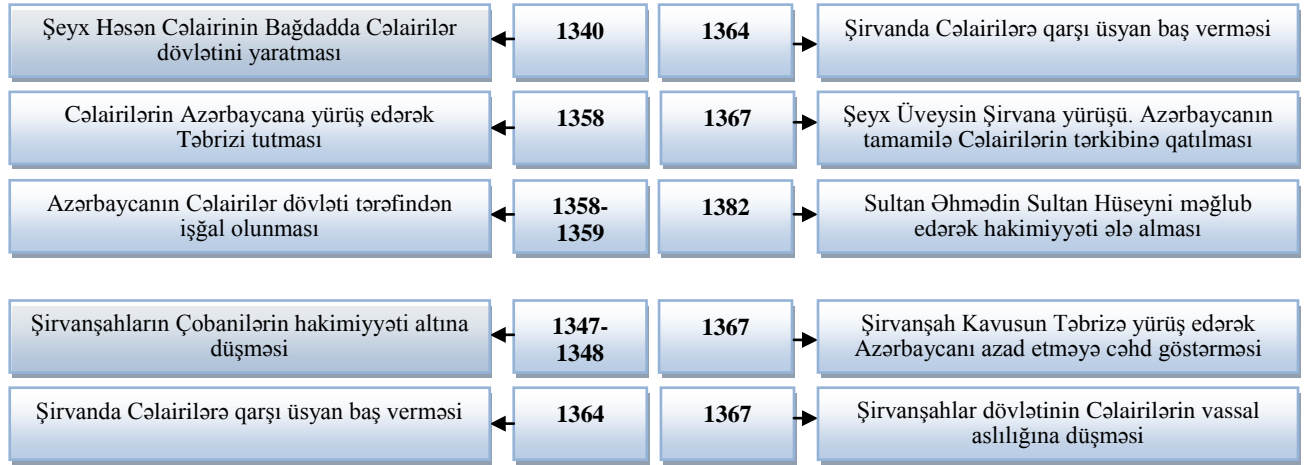 Şeyx Həsən Cəlairinin Bağdadda Cəlairilər
dövlətini yaratması
1340
1364
Şirvanda Cəlairilərə qarşı üsyan baş verməsi
Cəlairilərin Azərbaycana yürüş edərək
Təbrizi tutması
1358
1367
Şeyx Üveysin Şirvana yürüşü. Azərbaycanın
tamamilə Cəlairilərin tərkibinə qatılması
Azərbaycanın Cəlairilər dövləti tərəfindən
işğal olunması
1358-
1359
1382
Sultan Əhmədin Sultan Hüseyni məğlub
edərək hakimiyyəti ələ alması
Şirvanşahların Çobanilərin hakimiyyəti altına
düşməsi
1347-
1348
1367
Şirvanşah Kavusun Təbrizə yürüş edərək
Azərbaycanı azad etməyə cəhd göstərməsi
Şirvanda Cəlairilərə qarşı üsyan baş verməsi
1364
1367
Şirvanşahlar dövlətinin Cəlairilərin vassal
aslılığına düşməsi